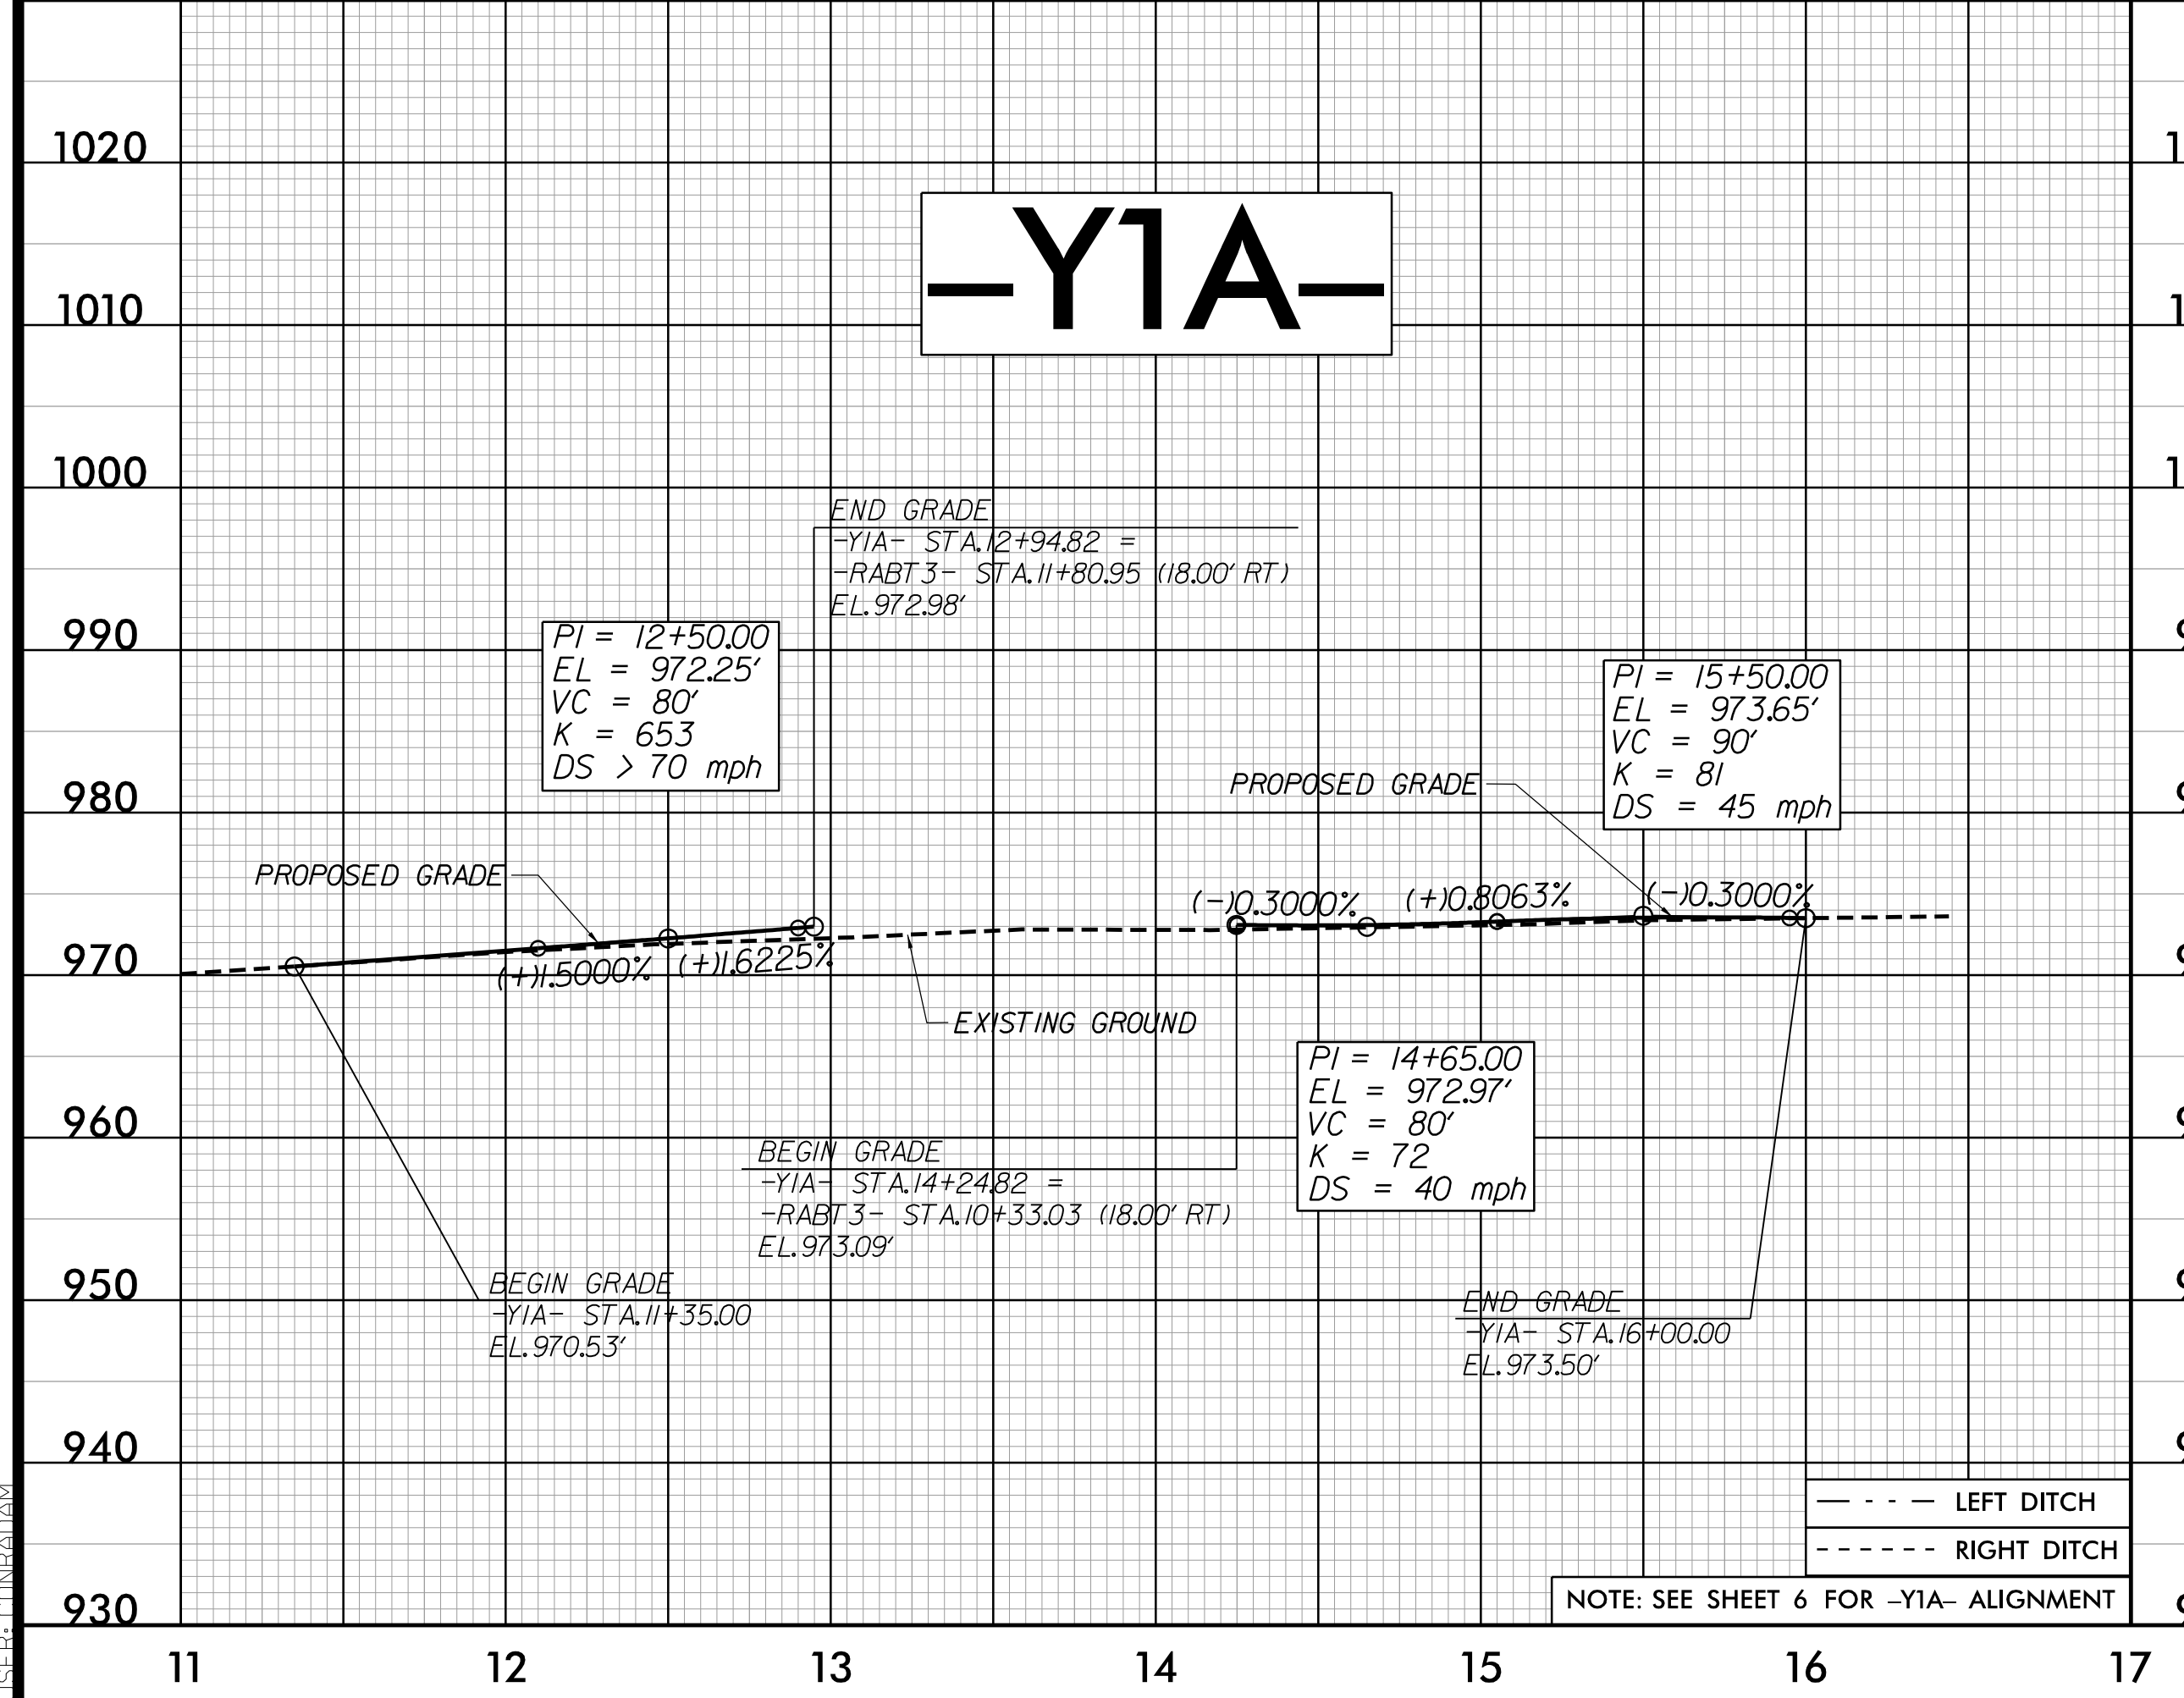 1020
1010
1000
990
980
970
960
950
940
930
–Y1A–
END GRADE
-Y1A- STA.12+94.82 =
-RABT3- STA.11+80.95 (18.00' RT)
EL.972.98'
PI = 12+50.00
EL = 972.25'
VC = 80'
K = 653
DS > 70 mph
PI = 15+50.00
EL = 973.65'
VC = 90'
K = 81
DS = 45 mph
PROPOSED GRADE
PROPOSED GRADE
(-)0.3000%
(+)0.8063%
(-)0.3000%
(+)1.5000%
(+)1.6225%
EXISTING GROUND
PI = 14+65.00
EL = 972.97'
VC = 80'
K = 72
DS = 40 mph
BEGIN GRADE
-Y1A- STA.14+24.82 =
-RABT3- STA.10+33.03 (18.00' RT)
EL.973.09'
BEGIN GRADE
-Y1A- STA.11+35.00
EL.970.53'
END GRADE
-Y1A- STA.16+00.00
EL.973.50'
LEFT DITCH
RIGHT DITCH
NOTE: SEE SHEET 6 FOR –Y1A– ALIGNMENT
11 12 13 14 15 16 17